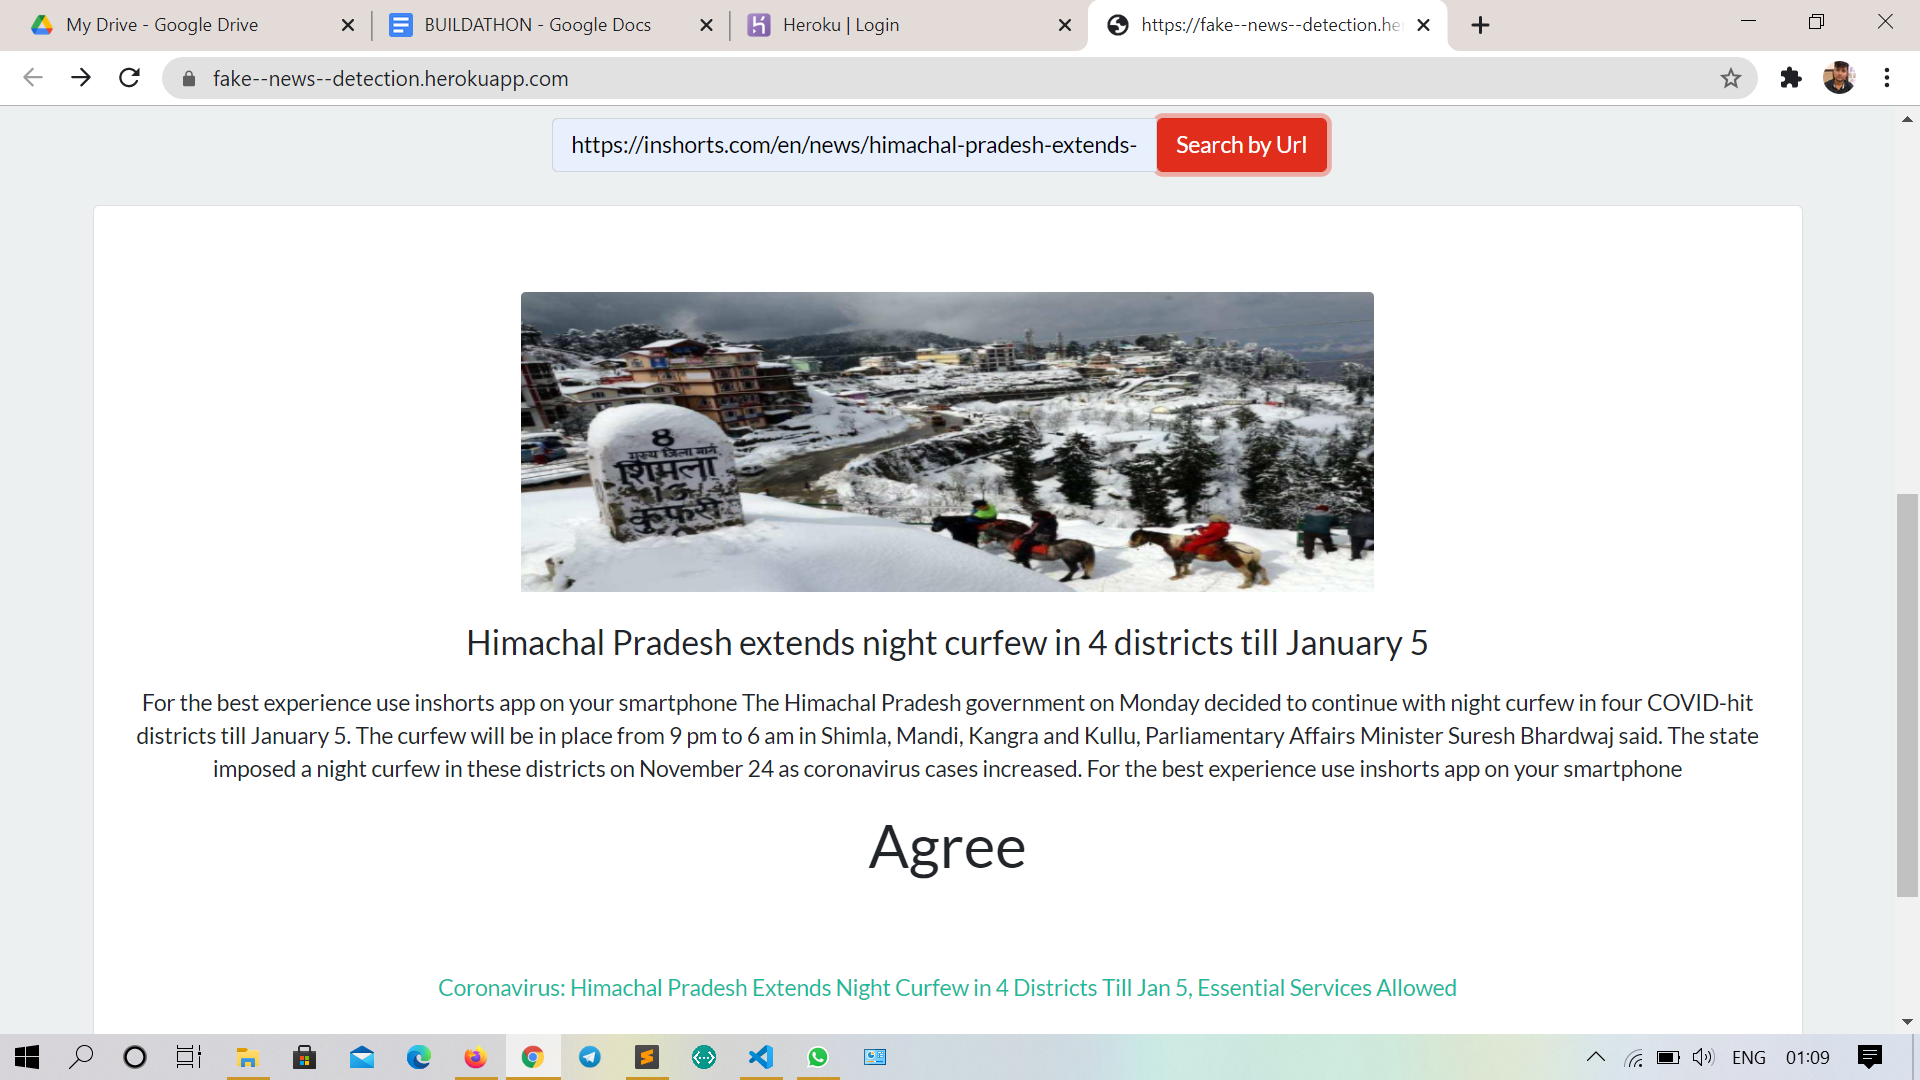 My Drive - Google Drive
BUILDATHON - Google Docs
Heroku | Login
https://fake--news--detection.he
fake--news--detection.herokuapp.com
https://inshorts.com/en/news/himachal-pradesh-extends-
Search by Url
8
मुख्य जिला मार्ग
शिमला
13
कुफरी
Himachal Pradesh extends night curfew in 4 districts till January 5
For the best experience use inshorts app on your smartphone The Himachal Pradesh government on Monday decided to continue with night curfew in four COVID-hit
districts till January 5. The curfew will be in place from 9 pm to 6 am in Shimla, Mandi, Kangra and Kullu, Parliamentary Affairs Minister Suresh Bhardwaj said. The state
imposed a night curfew in these districts on November 24 as coronavirus cases increased. For the best experience use inshorts app on your smartphone
Agree
Coronavirus: Himachal Pradesh Extends Night Curfew in 4 Districts Till Jan 5, Essential Services Allowed
ENG
01:09